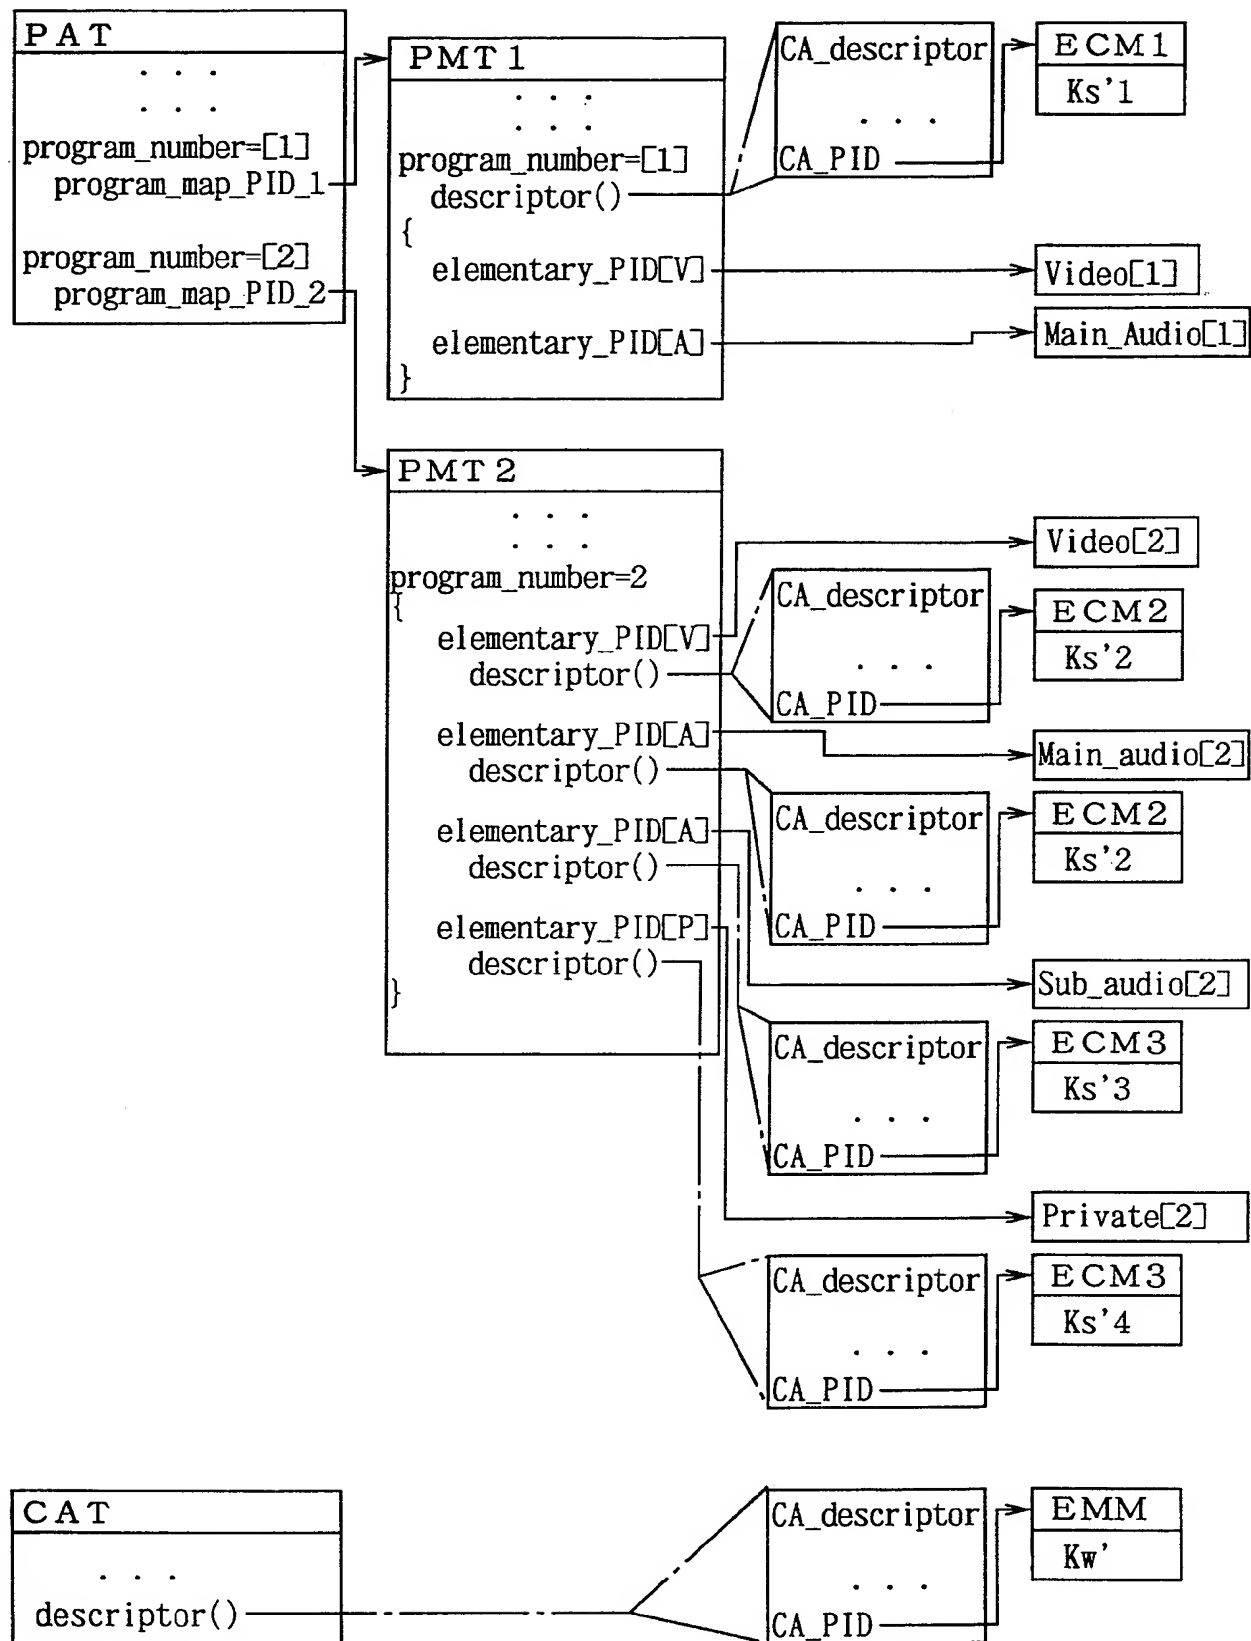 PAT
. . .
. . .
program_number=[1]
program_map_PID_1
program_number=[2]
program_map_PID_2
PMT1
. . .
. . .
program_number=[1]
descriptor()
{
elementary_PID[V]
elementary_PID[A]
}
CA_descriptor
. . .
CA_PID
ECM1
Ks'1
Video[1]
Main_Audio[1]
PMT2
. . .
. . .
program_number=2
{
elementary_PID[V]
descriptor()
elementary_PID[A]
descriptor()
elementary_PID[A]
descriptor()
elementary_PID[P]
descriptor()
}
Video[2]
CA_descriptor
. . .
CA_PID
ECM2
Ks'2
Main_audio[2]
CA_descriptor
. . .
CA_PID
ECM2
Ks'2
Sub_audio[2]
CA_descriptor
. . .
CA_PID
ECM3
Ks'3
Private[2]
CA_descriptor
. . .
CA_PID
ECM3
Ks'4
CAT
. . .
descriptor()
CA_descriptor
. . .
CA_PID
EMM
Kw'